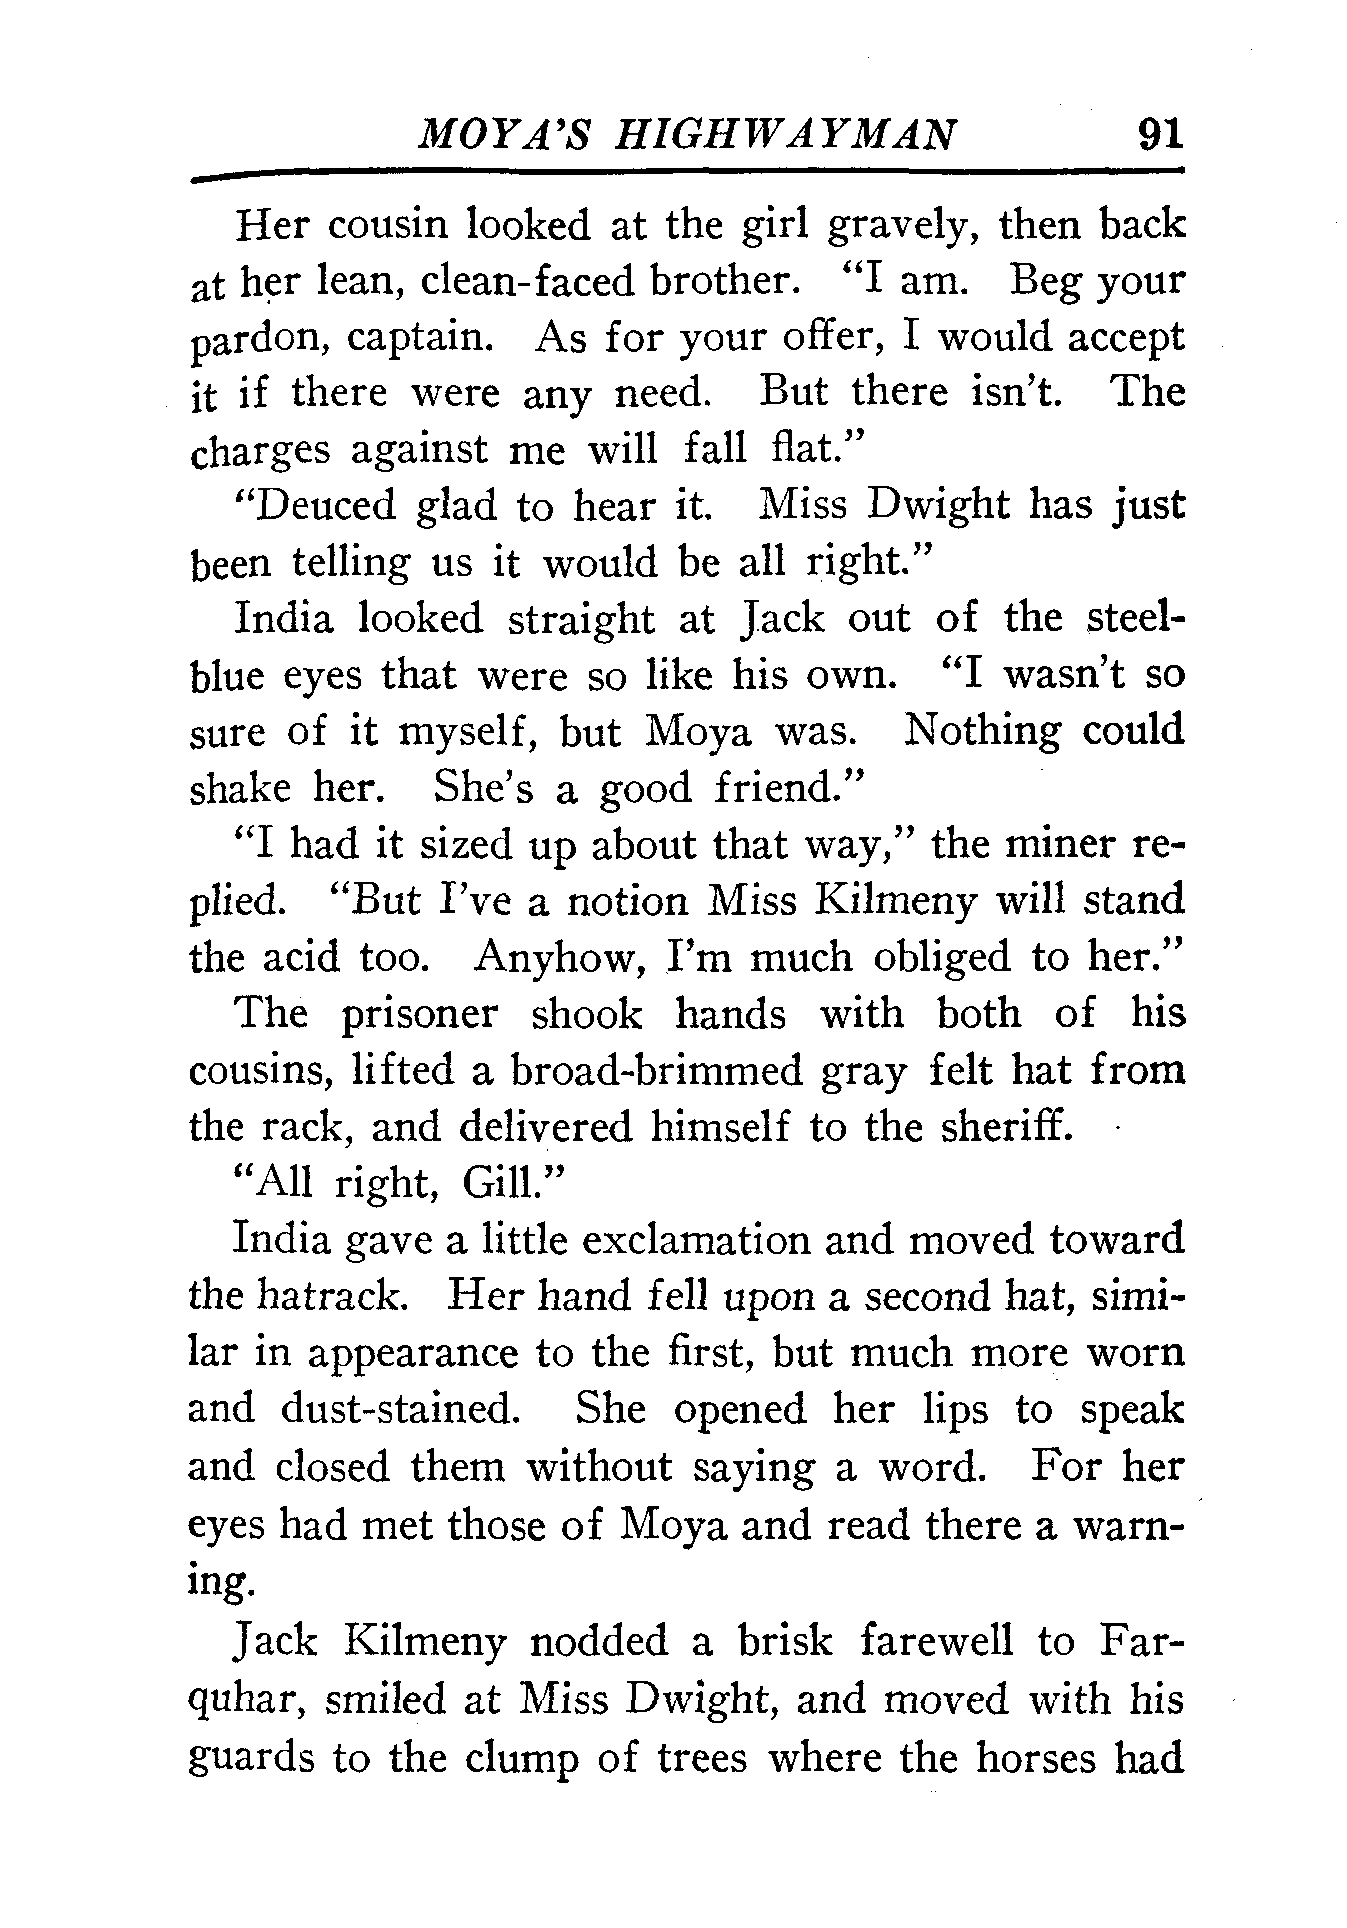 MOYA'S HIGHWAYMAN 91
Her cousin looked at the girl gravely, then back
at her lean, clean-faced brother. “I am. Beg your
pardon, captain. As for your offer, I would accept
it if there were any need. But there isn’t. The
charges against me will fall flat.”
“Deuced glad to hear it. Miss Dwight has just
been telling us it would be all right.”
India looked straight at Jack out of the steel-
blue eyes that were so like his own. “I wasn’t so
sure of it myself, but Moya was. Nothing could
shake her. She’s a good friend.”
“I had it sized up about that way,” the miner re-
plied. “But I’ve a notion Miss Kilmeny will stand
the acid too. Anyhow, I’m much obliged to her.”
The prisoner shook hands with both of his
cousins, lifted a broad-brimmed gray felt hat from
the rack, and delivered himself to the sheriff.
“All right, Gill.”
India gave a little exclamation and moved toward
the hatrack. Her hand fell upon a second hat, simi-
lar in appearance to the first, but much more worn
and dust-stained. She opened her lips to speak
and closed them without saying a word. For her
eyes had met those of Moya and read there a warn-
ing.
Jack Kilmeny nodded a brisk farewell to Far-
quhar, smiled at Miss Dwight, and moved with his
guards to the clump of trees where the horses had